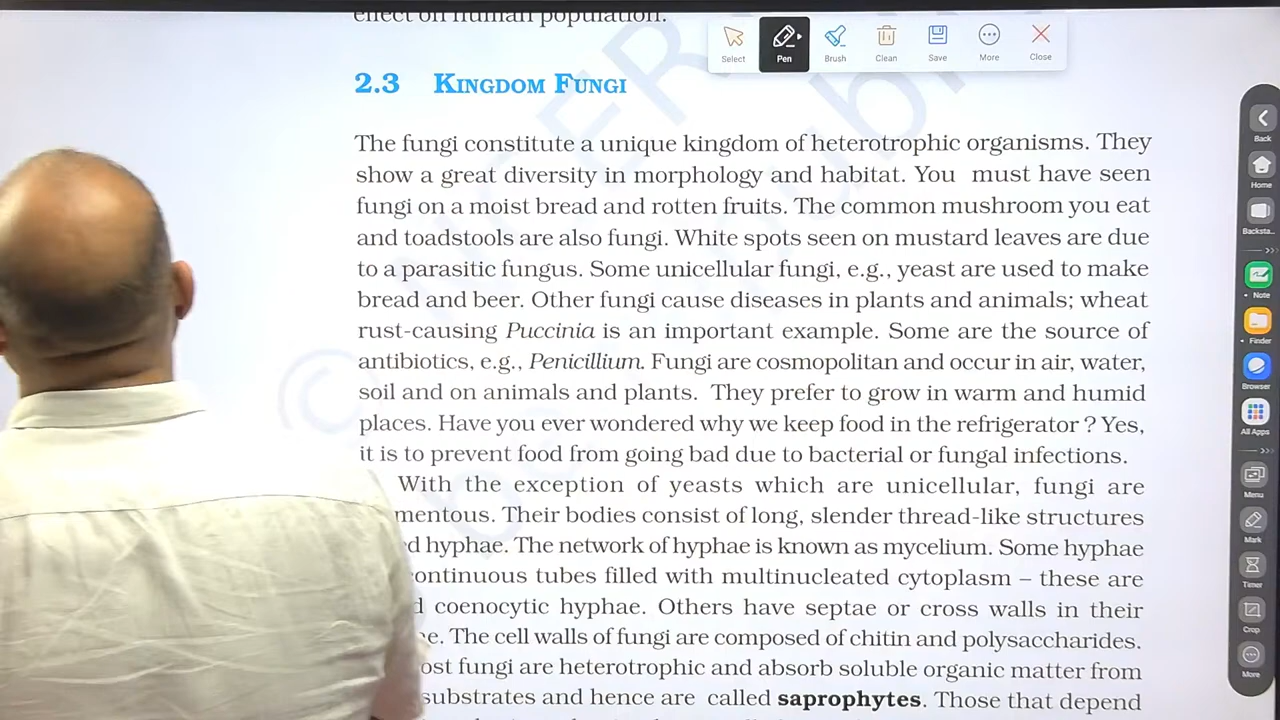 effect on human population.
Select
Pen
Brush
Clean
Save
More
Close
2.3 KINGDOM FUNGI
The fungi constitute a unique kingdom of heterotrophic organisms. They
show a great diversity in morphology and habitat. You must have seen
fungi on a moist bread and rotten fruits. The common mushroom you eat
and toadstools are also fungi. White spots seen on mustard leaves are due
to a parasitic fungus. Some unicellular fungi, e.g., yeast are used to make
bread and beer. Other fungi cause diseases in plants and animals; wheat
rust-causing Puccinia is an important example. Some are the source of
antibiotics, e.g., Penicillium. Fungi are cosmopolitan and occur in air, water,
soil and on animals and plants. They prefer to grow in warm and humid
places. Have you ever wondered why we keep food in the refrigerator ? Yes,
it is to prevent food from going bad due to bacterial or fungal infections.
With the exception of yeasts which are unicellular, fungi are
mentous. Their bodies consist of long, slender thread-like structures
d hyphae. The network of hyphae is known as mycelium. Some hyphae
continuous tubes filled with multinucleated cytoplasm – these are
d coenocytic hyphae. Others have septae or cross walls in their
e. The cell walls of fungi are composed of chitin and polysaccharides.
ost fungi are heterotrophic and absorb soluble organic matter from
substrates and hence are called saprophytes. Those that depend
Back
Home
Backsta...
Note
Finder
Browser
All Apps
Menu
Mark
Timer
Crop
More